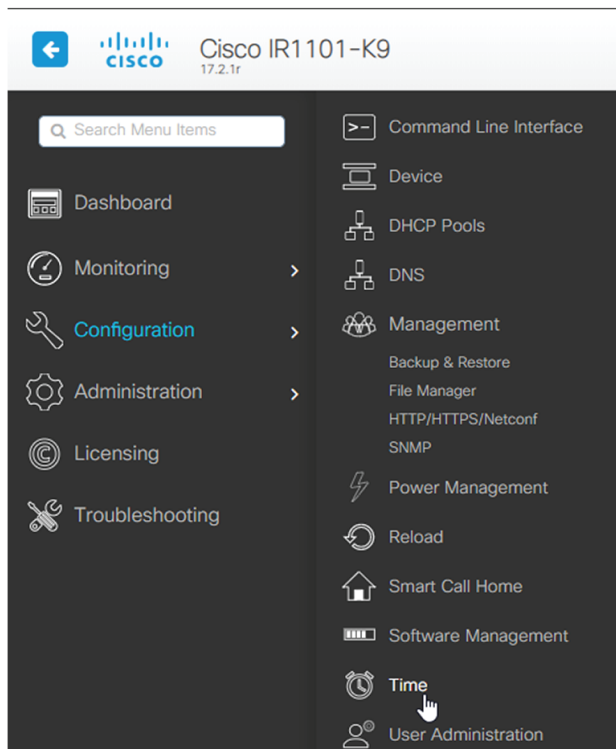 CISCO
Cisco IR1101-K9
17.2.1r
Search Menu Items
Dashboard
Monitoring
Configuration
Administration
Licensing
Troubleshooting
Command Line Interface
Device
DHCP Pools
DNS
Management
Backup & Restore
File Manager
HTTP/HTTPS/Netconf
SNMP
Power Management
Reload
Smart Call Home
Software Management
Time
User Administration